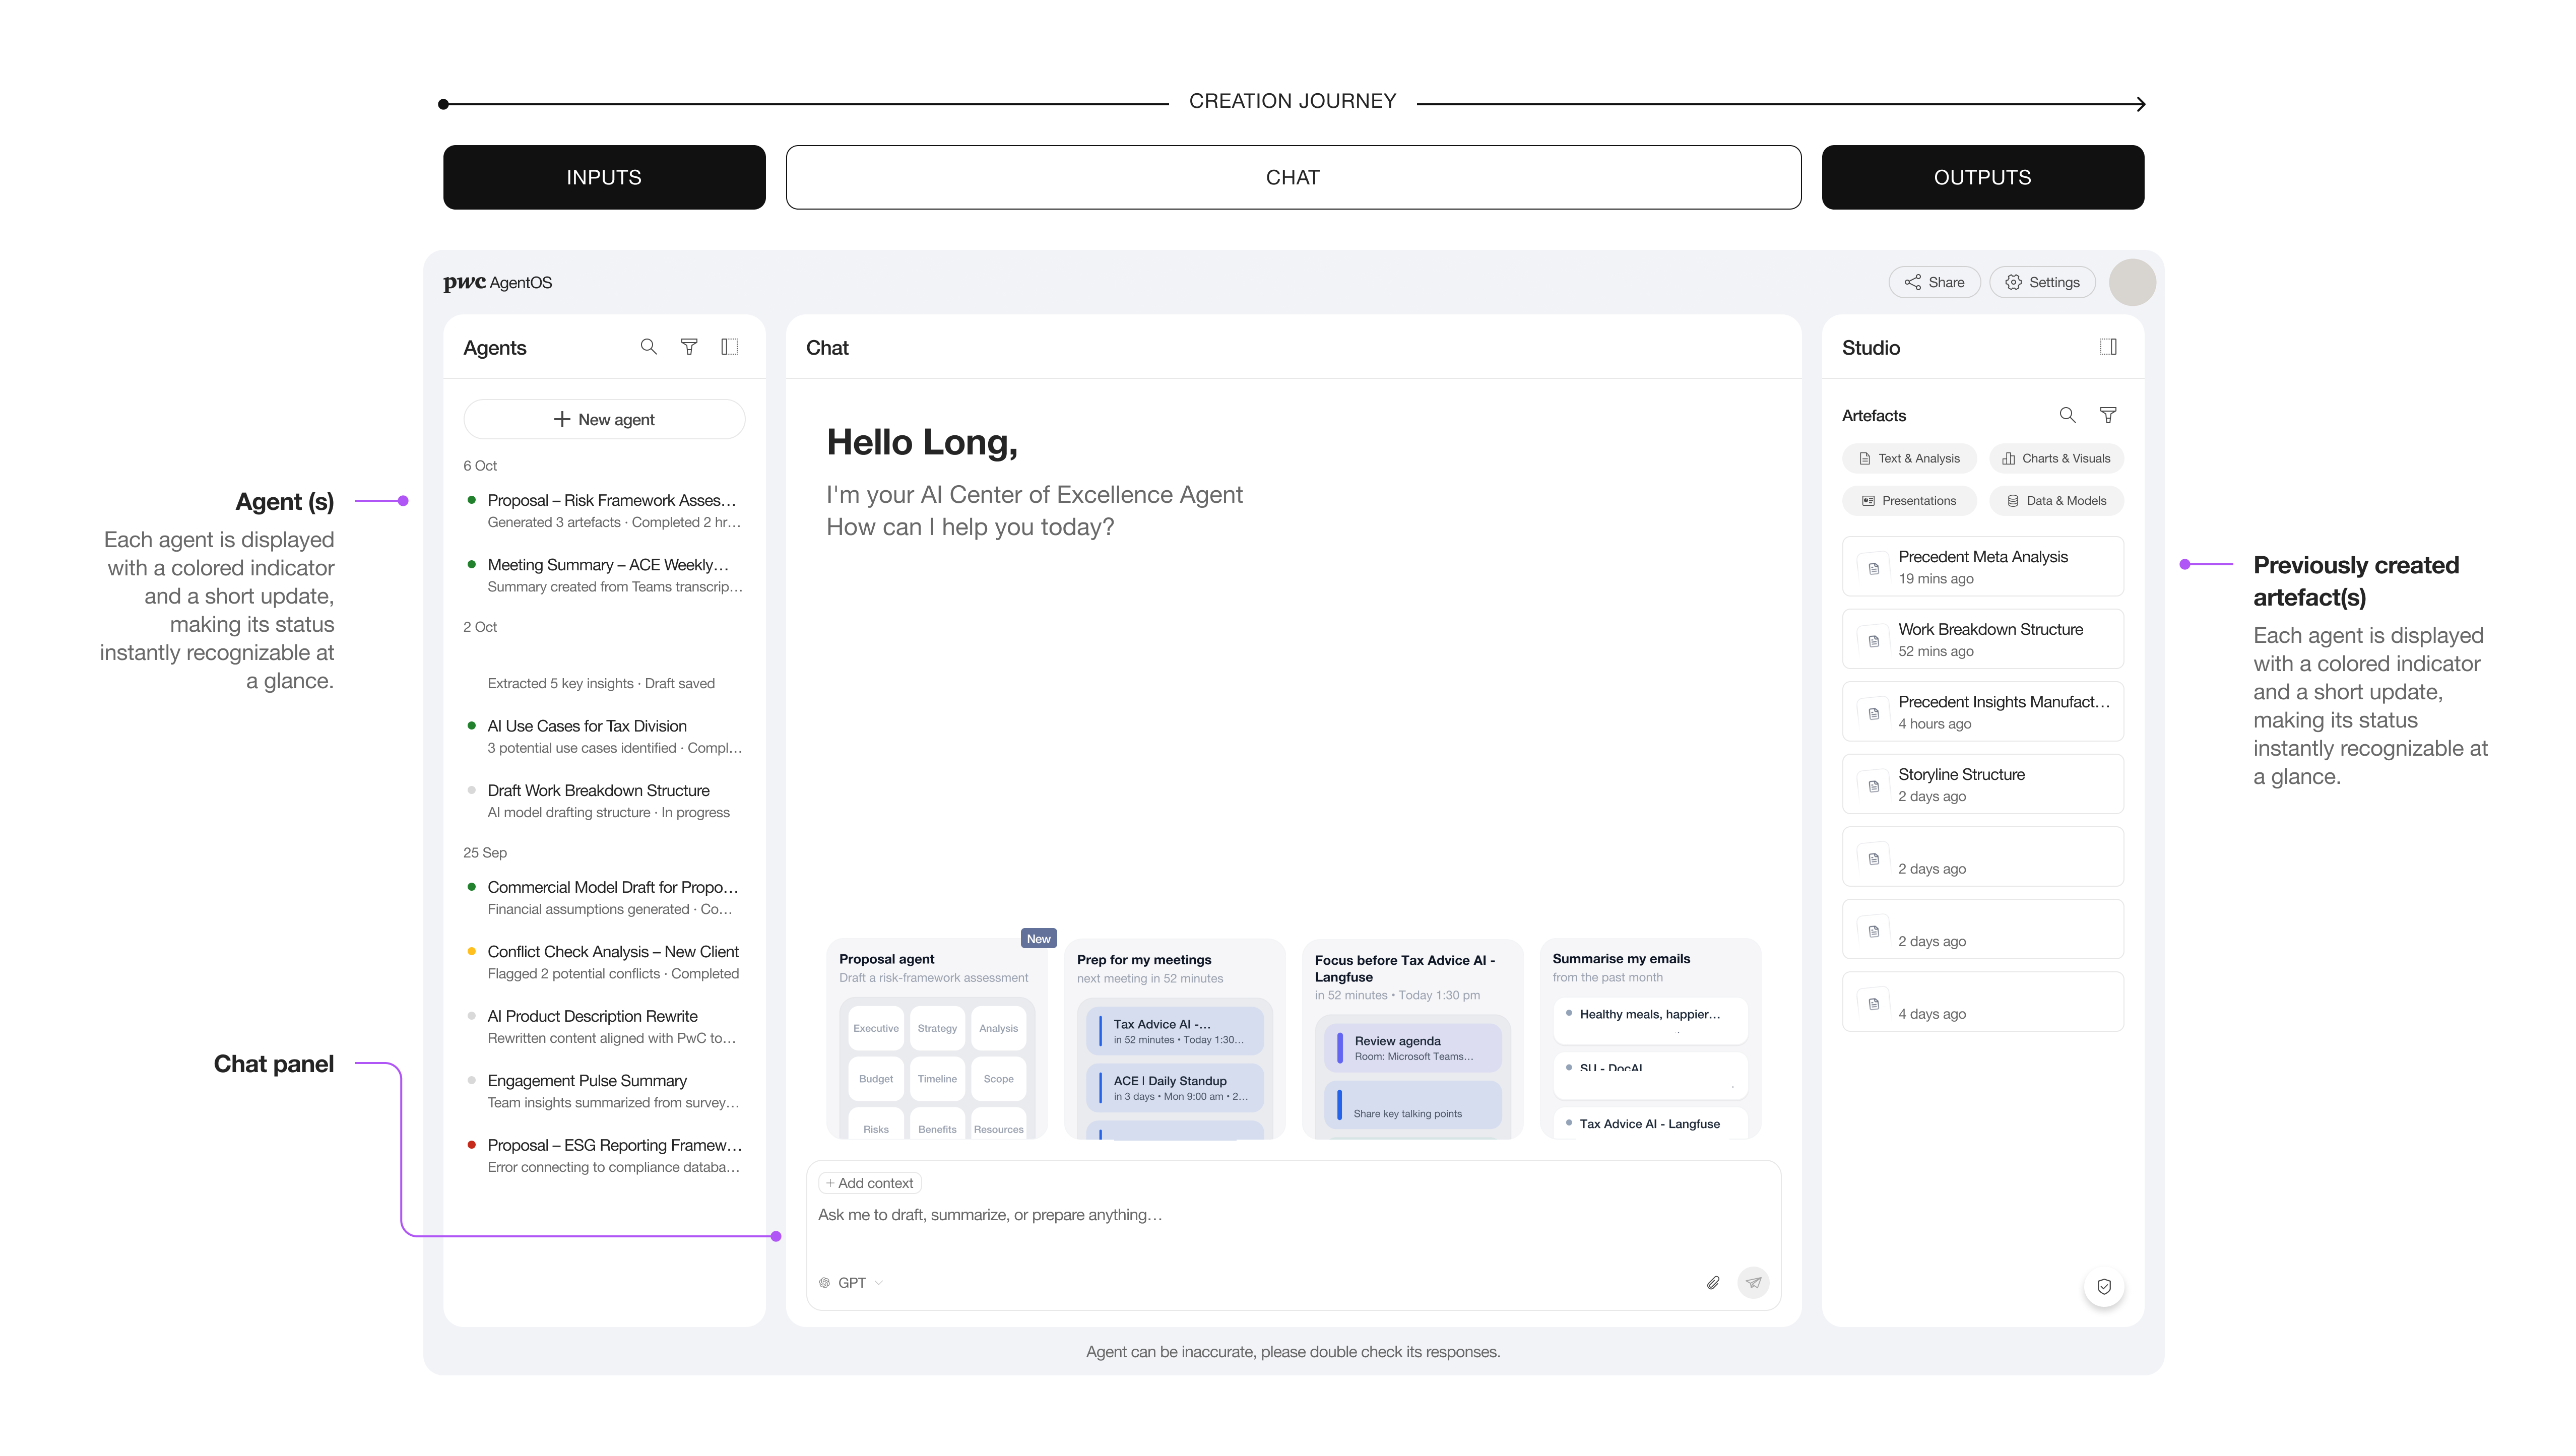 CREATION JOURNEY
INPUTS
CHAT
OUTPUTS
pwc AgentOS
Share
Settings
Agents
New agent
6 Oct
Proposal – Risk Framework Asses…
Generated 3 artefacts · Completed 2 hr…
Meeting Summary – ACE Weekly…
Summary created from Teams transcrip…
2 Oct
Extracted 5 key insights · Draft saved
AI Use Cases for Tax Division
3 potential use cases identified · Compl…
Draft Work Breakdown Structure
AI model drafting structure · In progress
25 Sep
Commercial Model Draft for Propo…
Financial assumptions generated · Co…
Conflict Check Analysis – New Client
Flagged 2 potential conflicts · Completed
AI Product Description Rewrite
Rewritten content aligned with PwC to…
Engagement Pulse Summary
Team insights summarized from survey…
Proposal – ESG Reporting Framew…
Error connecting to compliance databa…
Agent (s)
Each agent is displayed
with a colored indicator
and a short update,
making its status
instantly recognizable at
a glance.
Chat panel
Chat
Hello Long,
I'm your AI Center of Excellence Agent
How can I help you today?
New
Proposal agent
Draft a risk-framework assessment
Executive
Strategy
Analysis
Budget
Timeline
Scope
Risks
Benefits
Resources
Prep for my meetings
next meeting in 52 minutes
Tax Advice AI -…
in 52 minutes • Today 1:30…
ACE | Daily Standup
in 3 days • Mon 9:00 am • 2…
Focus before Tax Advice AI -
Langfuse
in 52 minutes • Today 1:30 pm
Review agenda
Room: Microsoft Teams…
Share key talking points
Summarise my emails
from the past month
Healthy meals, happier…
SU - DocAI
Tax Advice AI - Langfuse
+ Add context
Ask me to draft, summarize, or prepare anything…
GPT
Agent can be inaccurate, please double check its responses.
Studio
Artefacts
Text & Analysis
Charts & Visuals
Presentations
Data & Models
Precedent Meta Analysis
19 mins ago
Work Breakdown Structure
52 mins ago
Precedent Insights Manufact…
4 hours ago
Storyline Structure
2 days ago
2 days ago
2 days ago
4 days ago
Previously created
artefact(s)
Each agent is displayed
with a colored indicator
and a short update,
making its status
instantly recognizable at
a glance.